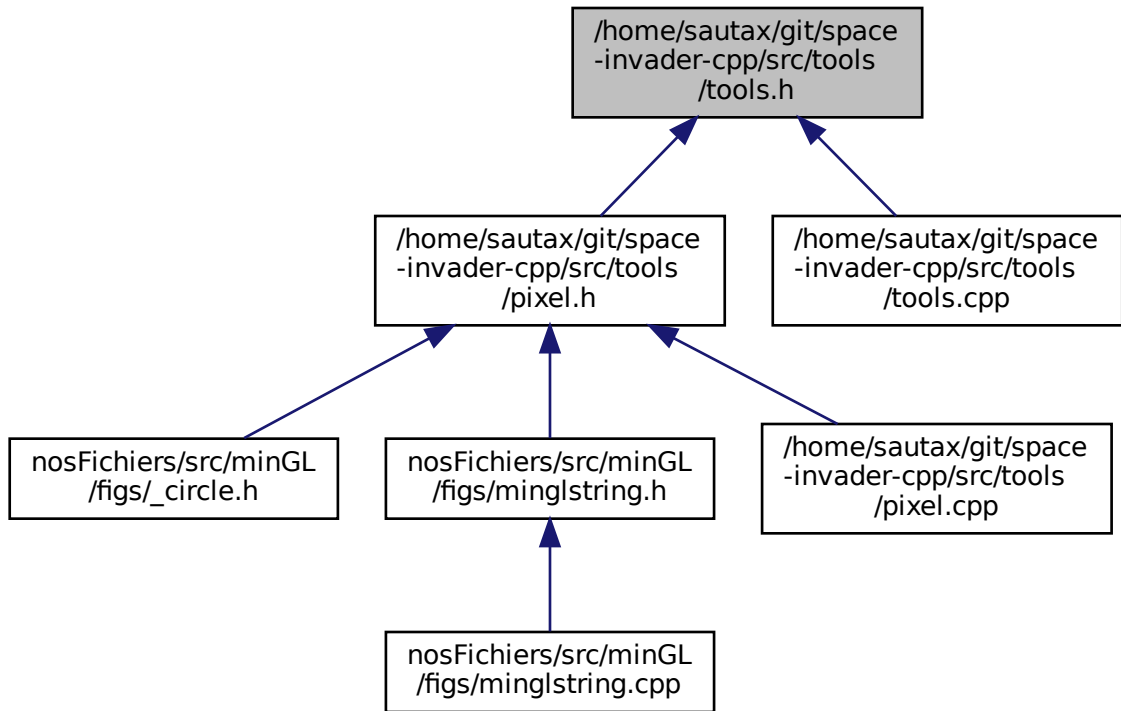 /home/sautax/git/space
-invader-cpp/src/tools
/tools.h
/home/sautax/git/space
-invader-cpp/src/tools
/pixel.h
/home/sautax/git/space
-invader-cpp/src/tools
/tools.cpp
nosFichiers/src/minGL
/figs/_circle.h
nosFichiers/src/minGL
/figs/minglstring.h
/home/sautax/git/space
-invader-cpp/src/tools
/pixel.cpp
nosFichiers/src/minGL
/figs/minglstring.cpp